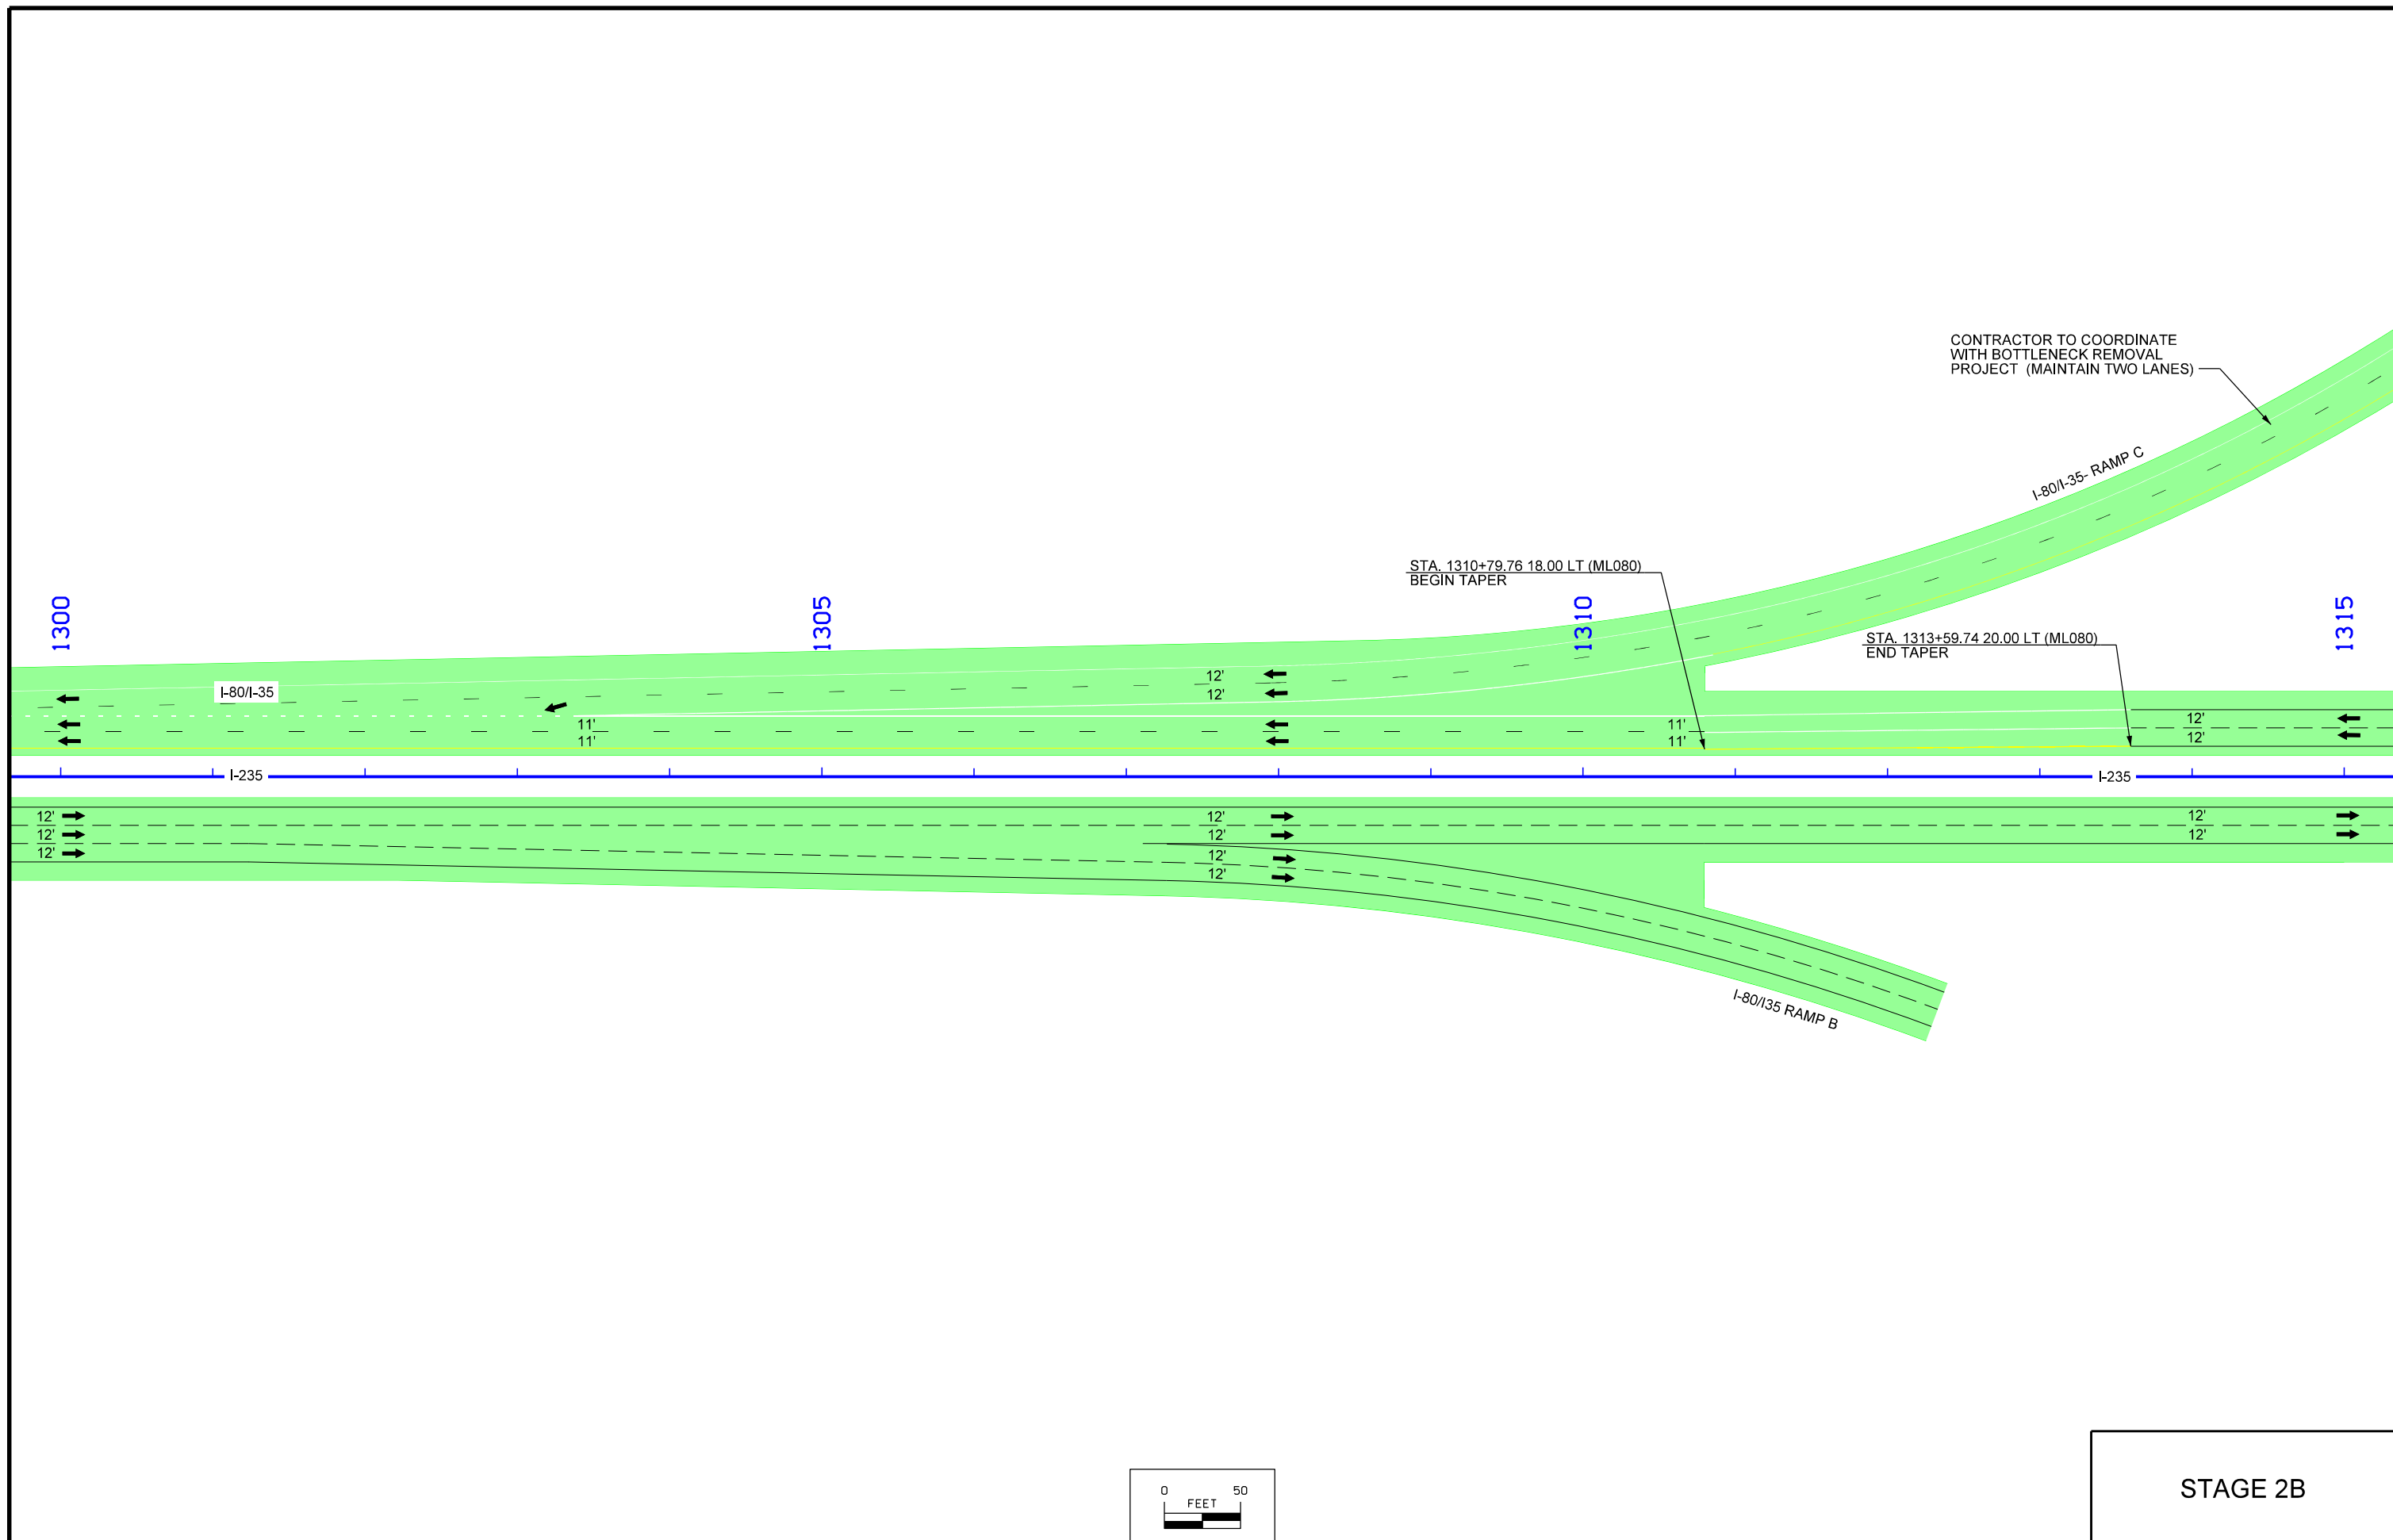 CONTRACTOR TO COORDINATE
WITH BOTTLENECK REMOVAL
PROJECT (MAINTAIN TWO LANES)
I-80/I-35- RAMP C
STA. 1310+79.76 18.00 LT (ML080)
BEGIN TAPER
1300
1305
1310
1315
STA. 1313+59.74 20.00 LT (ML080)
END TAPER
I-80/I-35
12'
12'
11'
11'
11'
11'
12'
12'
I-235
I-235
12'
12'
12'
12'
12'
12'
12'
12'
12'
I-80/I35 RAMP B
0 50
FEET
STAGE 2B